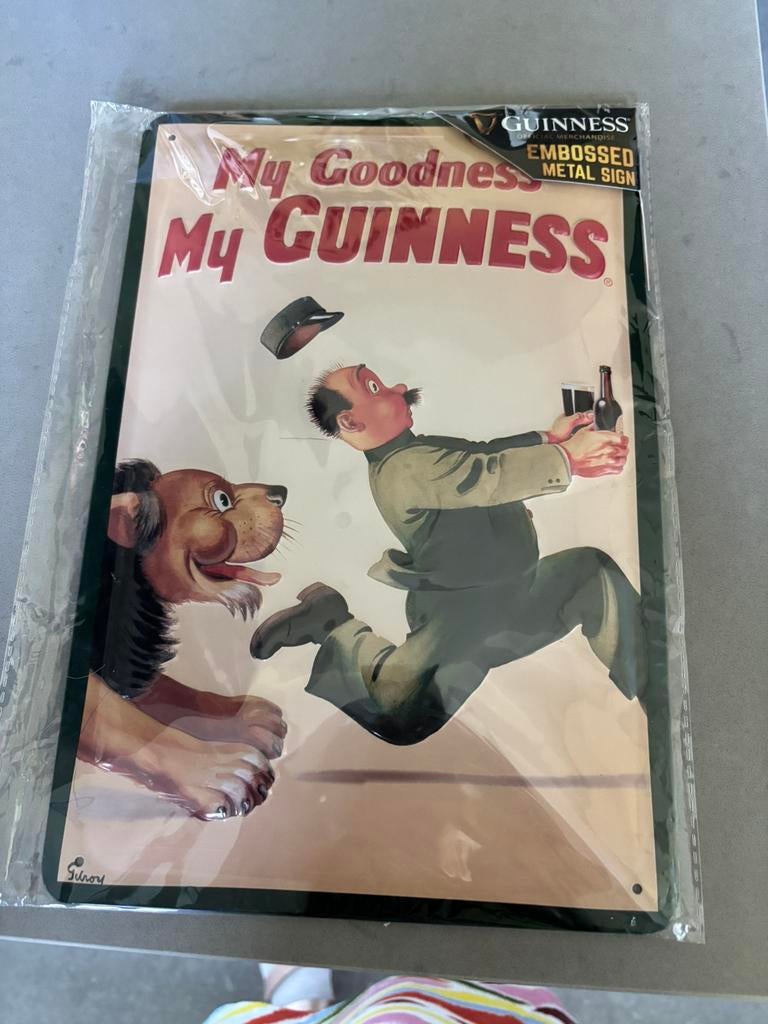 GUINNESS
OFFICIAL MERCHANDISE
EMBOSSED
METAL SIGN
My Goodness
My GUINNESS®
Gilroy